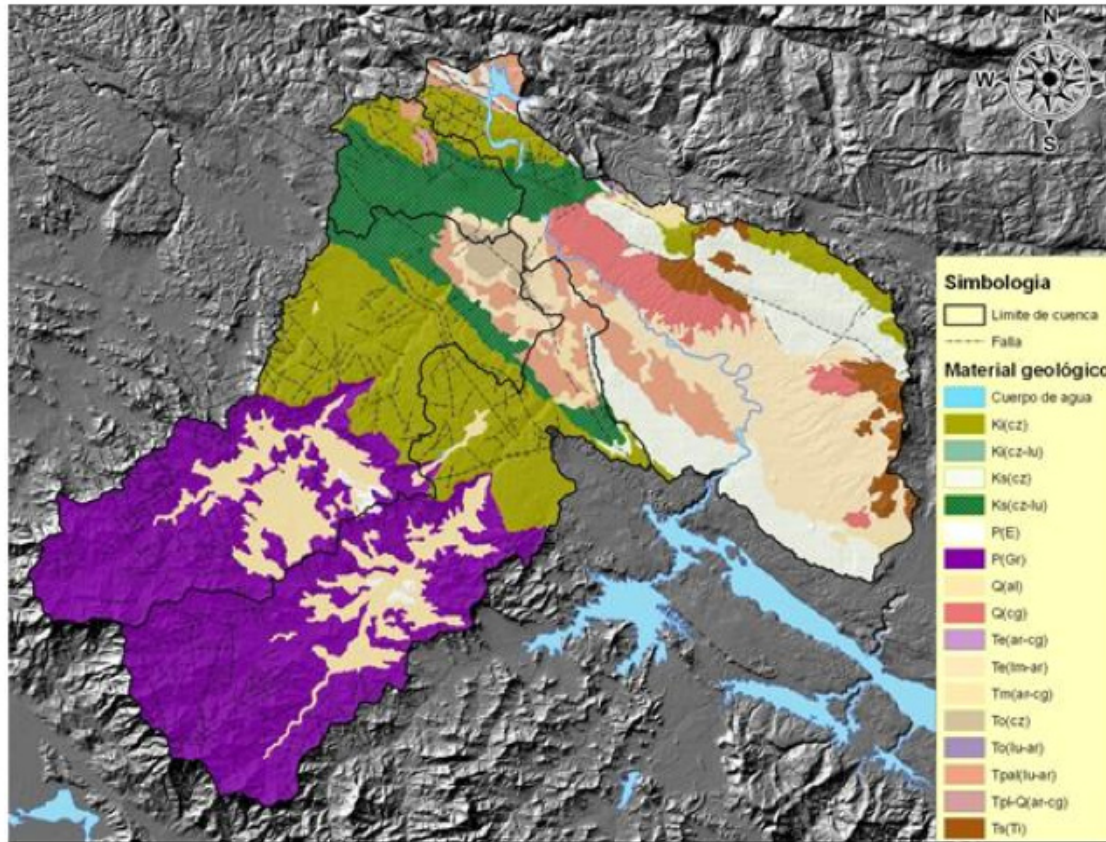 N
W
S
Simbologia
Limite de cuenca
Falla
Material geológico
Cuerpo de agua
Ki(cz)
Ki(cz-lu)
Ks(cz)
Ks(cz-lu)
P(E)
P(Gr)
Q(al)
Q(cg)
Te(ar-cg)
Te(lm-ar)
Tm(ar-cg)
To(cz)
To(lu-ar)
Tpal(lu-ar)
Tpl-Q(ar-cg)
Ts(Ti)